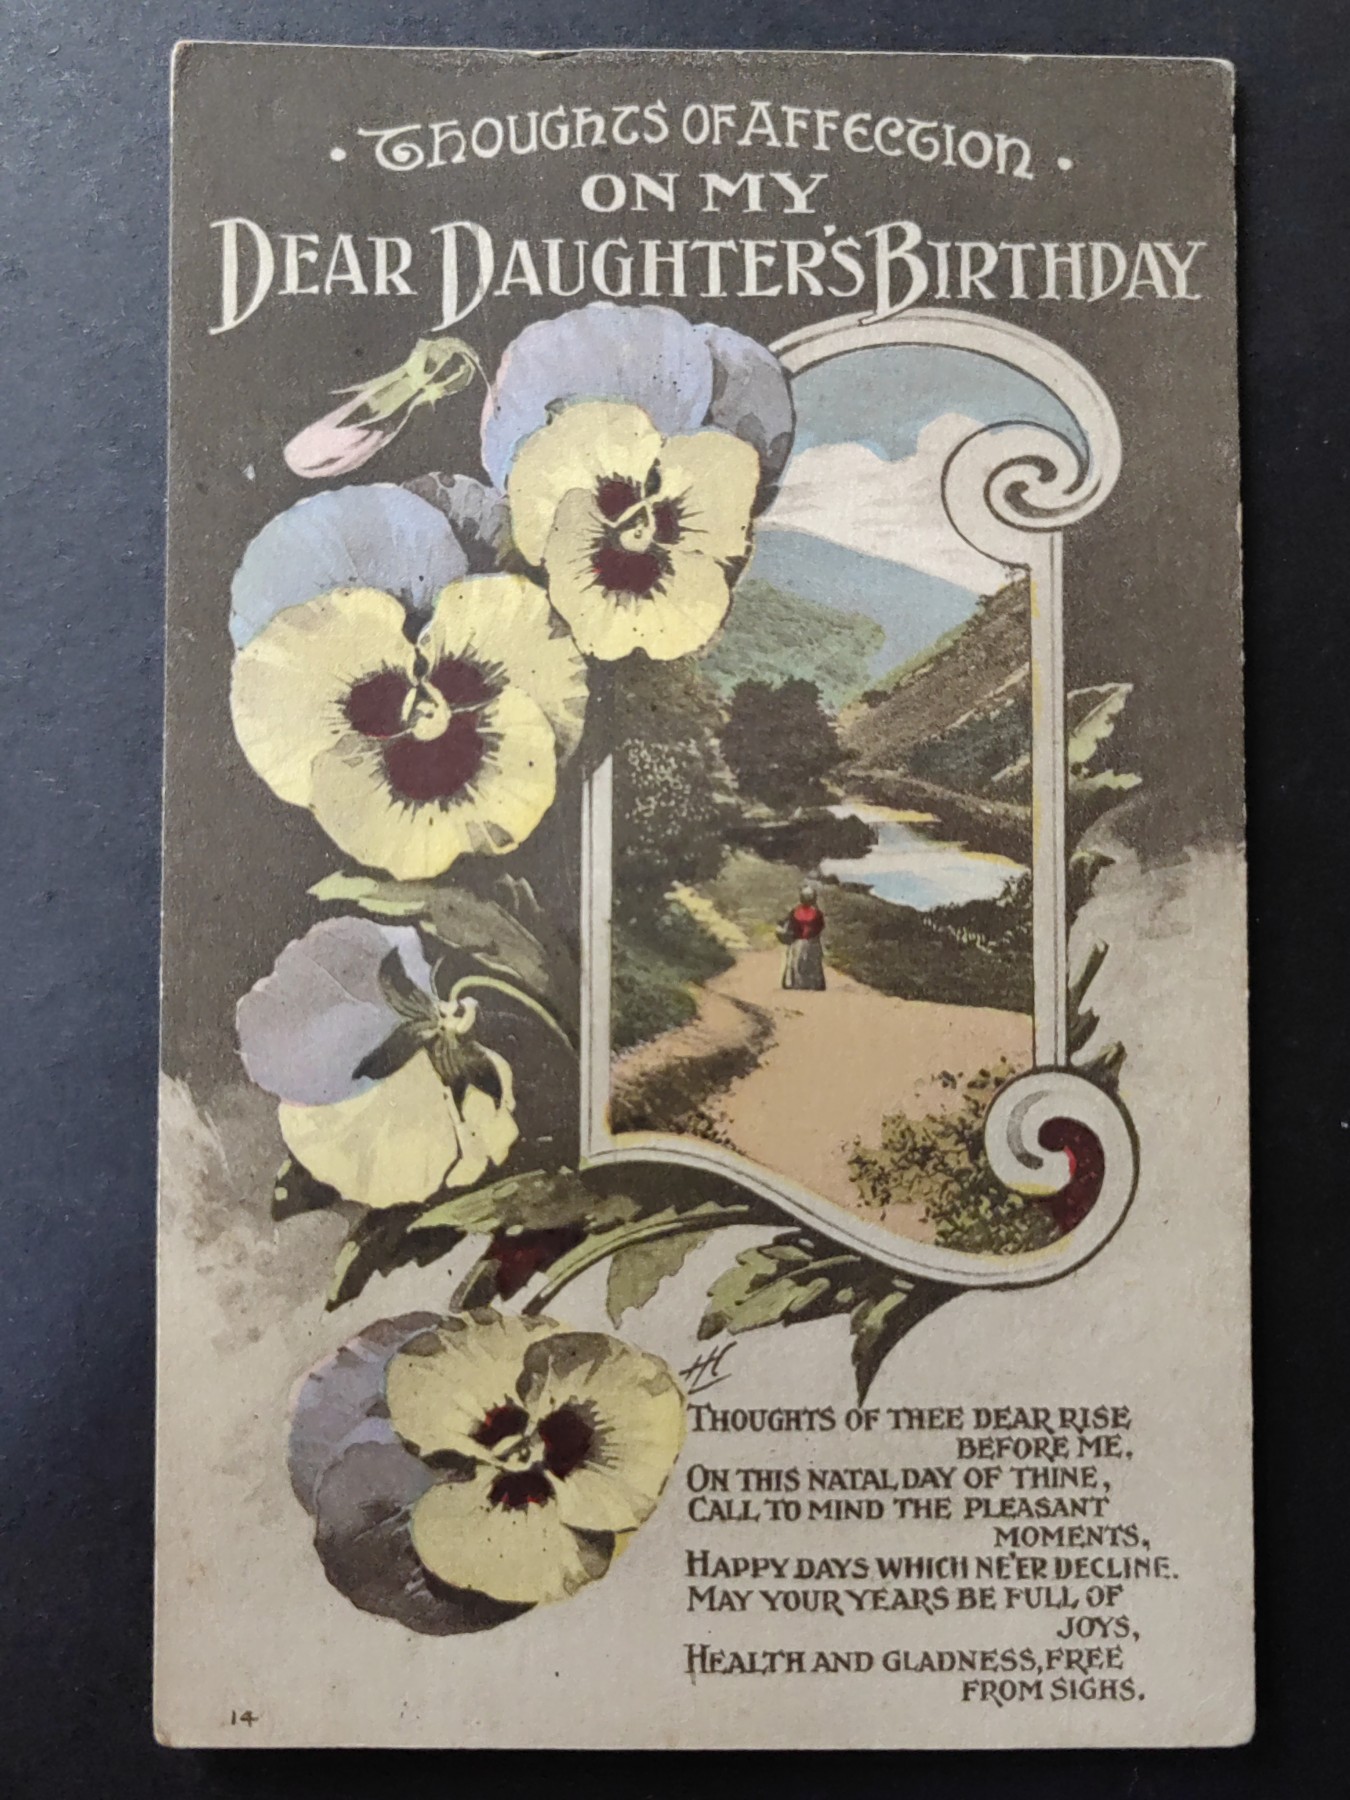 · THOUGHTS OF AFFECTION ·
ON MY
DEAR DAUGHTER'S BIRTHDAY
THOUGHTS OF THEE DEAR RISE
BEFORE ME,
ON THIS NATAL DAY OF THINE,
CALL TO MIND THE PLEASANT
MOMENTS,
HAPPY DAYS WHICH NE'ER DECLINE.
MAY YOUR YEARS BE FULL OF
JOYS,
HEALTH AND GLADNESS, FREE
FROM SIGHS.
14